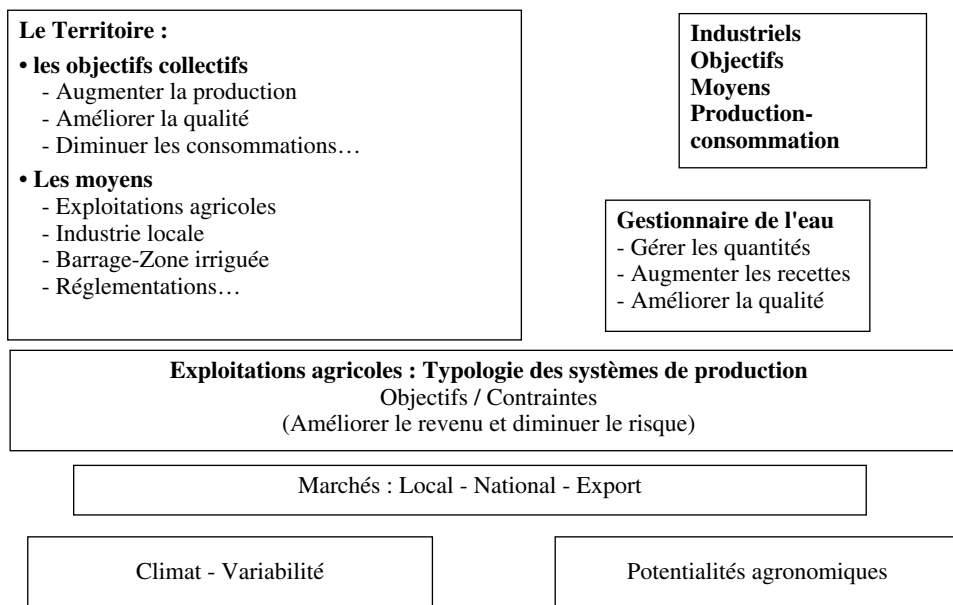 Le Territoire :
• les objectifs collectifs
- Augmenter la production
- Améliorer la qualité
- Diminuer les consommations…
• Les moyens
- Exploitations agricoles
- Industrie locale
- Barrage-Zone irriguée
- Réglementations…
Industriels
Objectifs
Moyens
Production-
consommation
Gestionnaire de l'eau
- Gérer les quantités
- Augmenter les recettes
- Améliorer la qualité
Exploitations agricoles : Typologie des systèmes de production
Objectifs / Contraintes
(Améliorer le revenu et diminuer le risque)
Marchés : Local - National - Export
Climat - Variabilité
Potentialités agronomiques